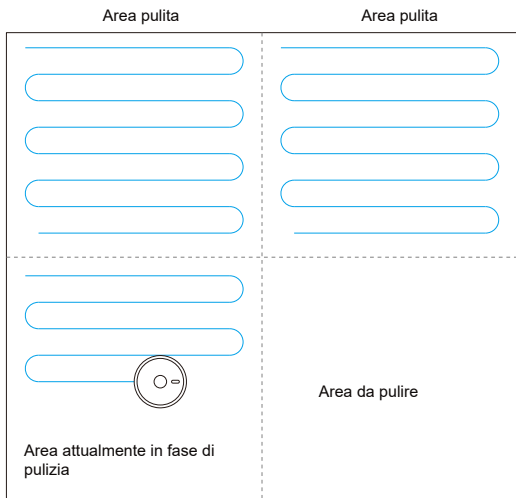 Area pulita
Area pulita
Area da pulire
Area attualmente in fase di
pulizia